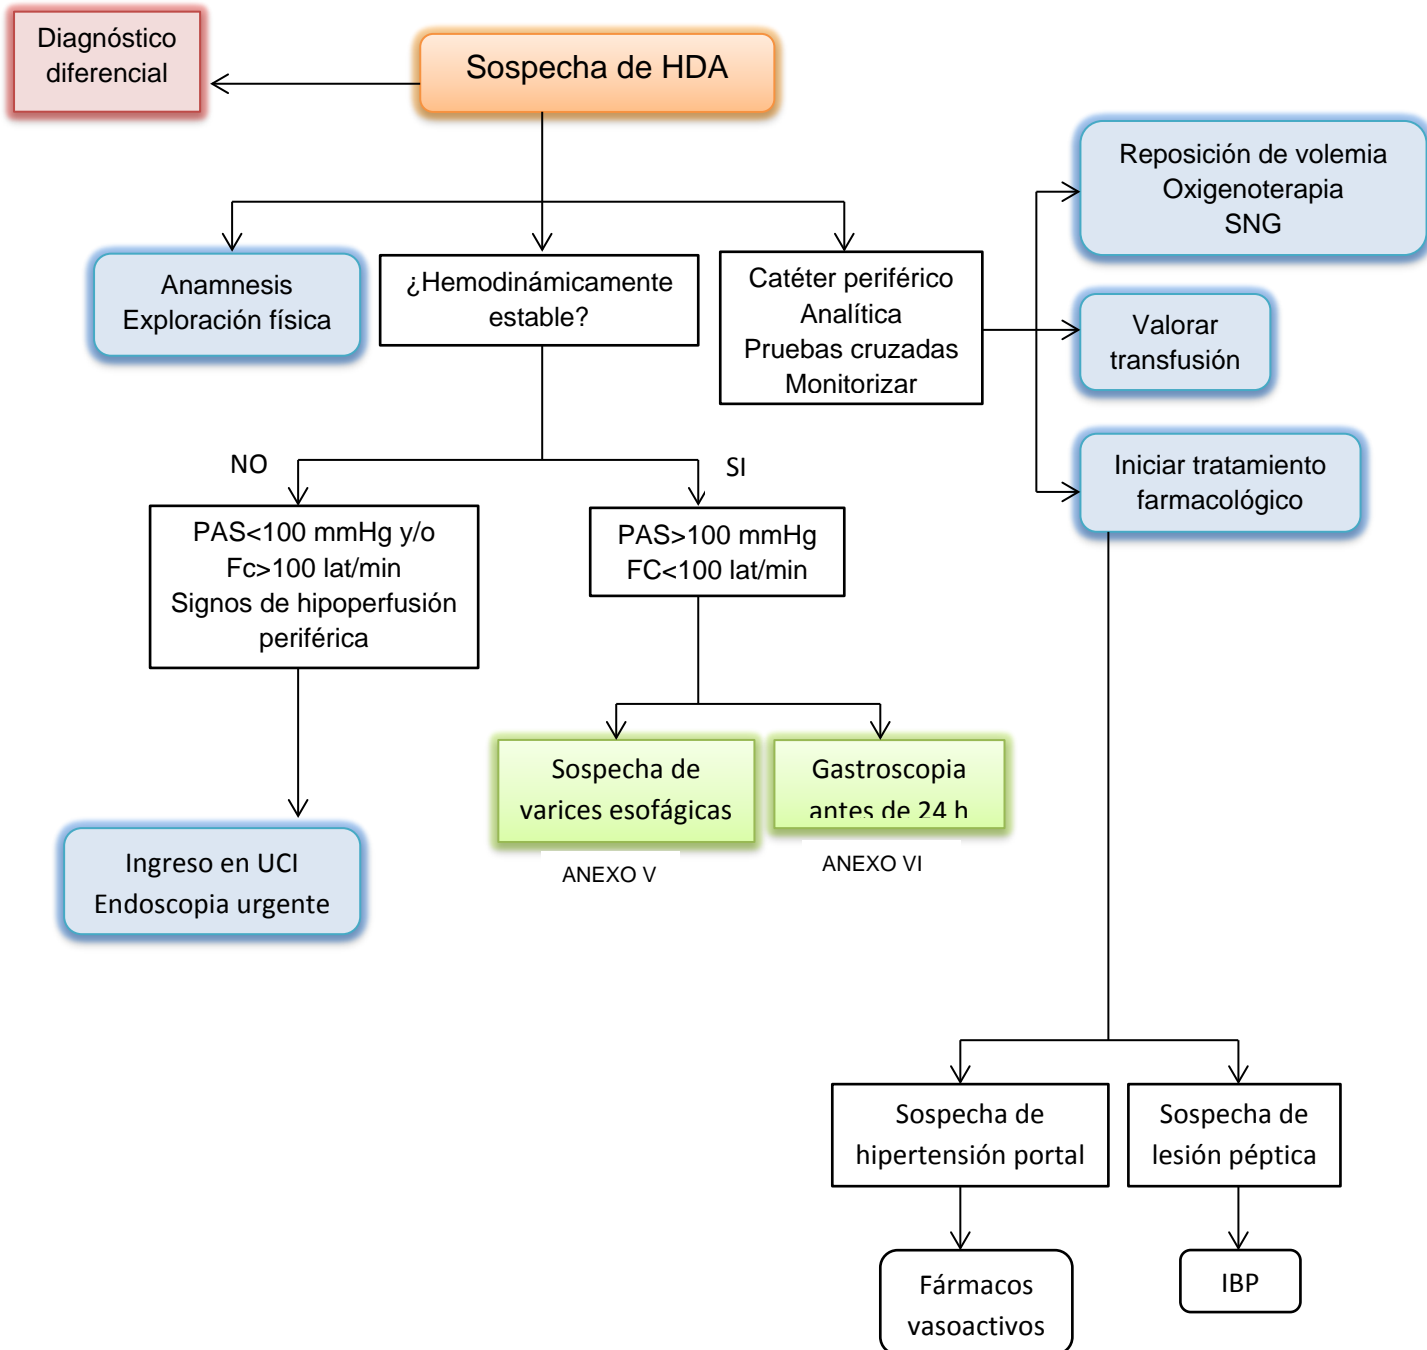 Diagnóstico
diferencial
Sospecha de HDA
Reposición de volemia
Oxigenoterapia
SNG
Anamnesis
Exploración física
¿Hemodinámicamente
estable?
Catéter periférico
Analítica
Pruebas cruzadas
Monitorizar
Valorar
transfusión
Iniciar tratamiento
farmacológico
NO
SI
PAS<100 mmHg y/o
Fc>100 lat/min
Signos de hipoperfusión
periférica
PAS>100 mmHg
FC<100 lat/min
Sospecha de
varices esofágicas
Gastroscopia
antes de 24 h
ANEXO V
ANEXO VI
Ingreso en UCI
Endoscopia urgente
Sospecha de
hipertensión portal
Sospecha de
lesión péptica
Fármacos
vasoactivos
IBP